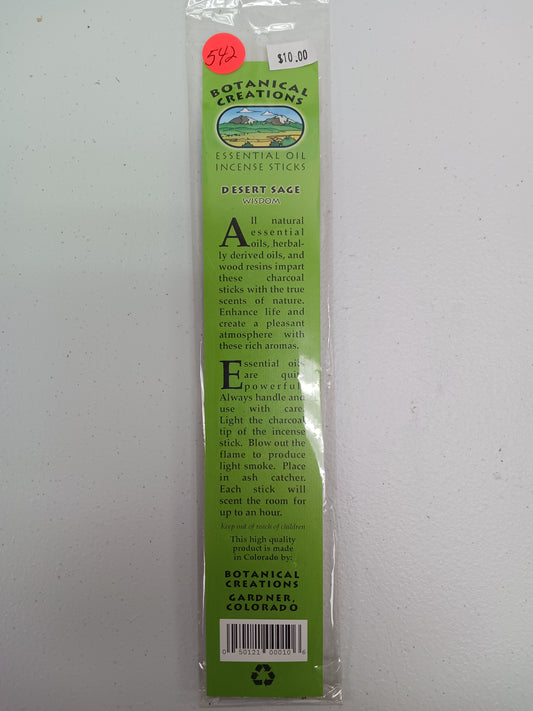 542
$10.00
BOTANICAL
CREATIONS
ESSENTIAL OIL
INCENSE STICKS
DESERT SAGE
WISDOM
All natural
essential
oils, herbal-
ly derived oils, and
wood resins impart
these charcoal
sticks with the true
scents of nature.
Enhance life and
create a pleasant
atmosphere with
these rich aromas.
Essential oils
are quite
powerful.
Always handle and
use with care.
Light the charcoal
tip of the incense
stick. Blow out the
flame to produce
light smoke. Place
in ash catcher.
Each stick will
scent the room for
up to an hour.
Keep out of reach of children
This high quality
product is made
in Colorado by:
BOTANICAL
CREATIONS
GARDNER,
COLORADO
0 50121 00010 6